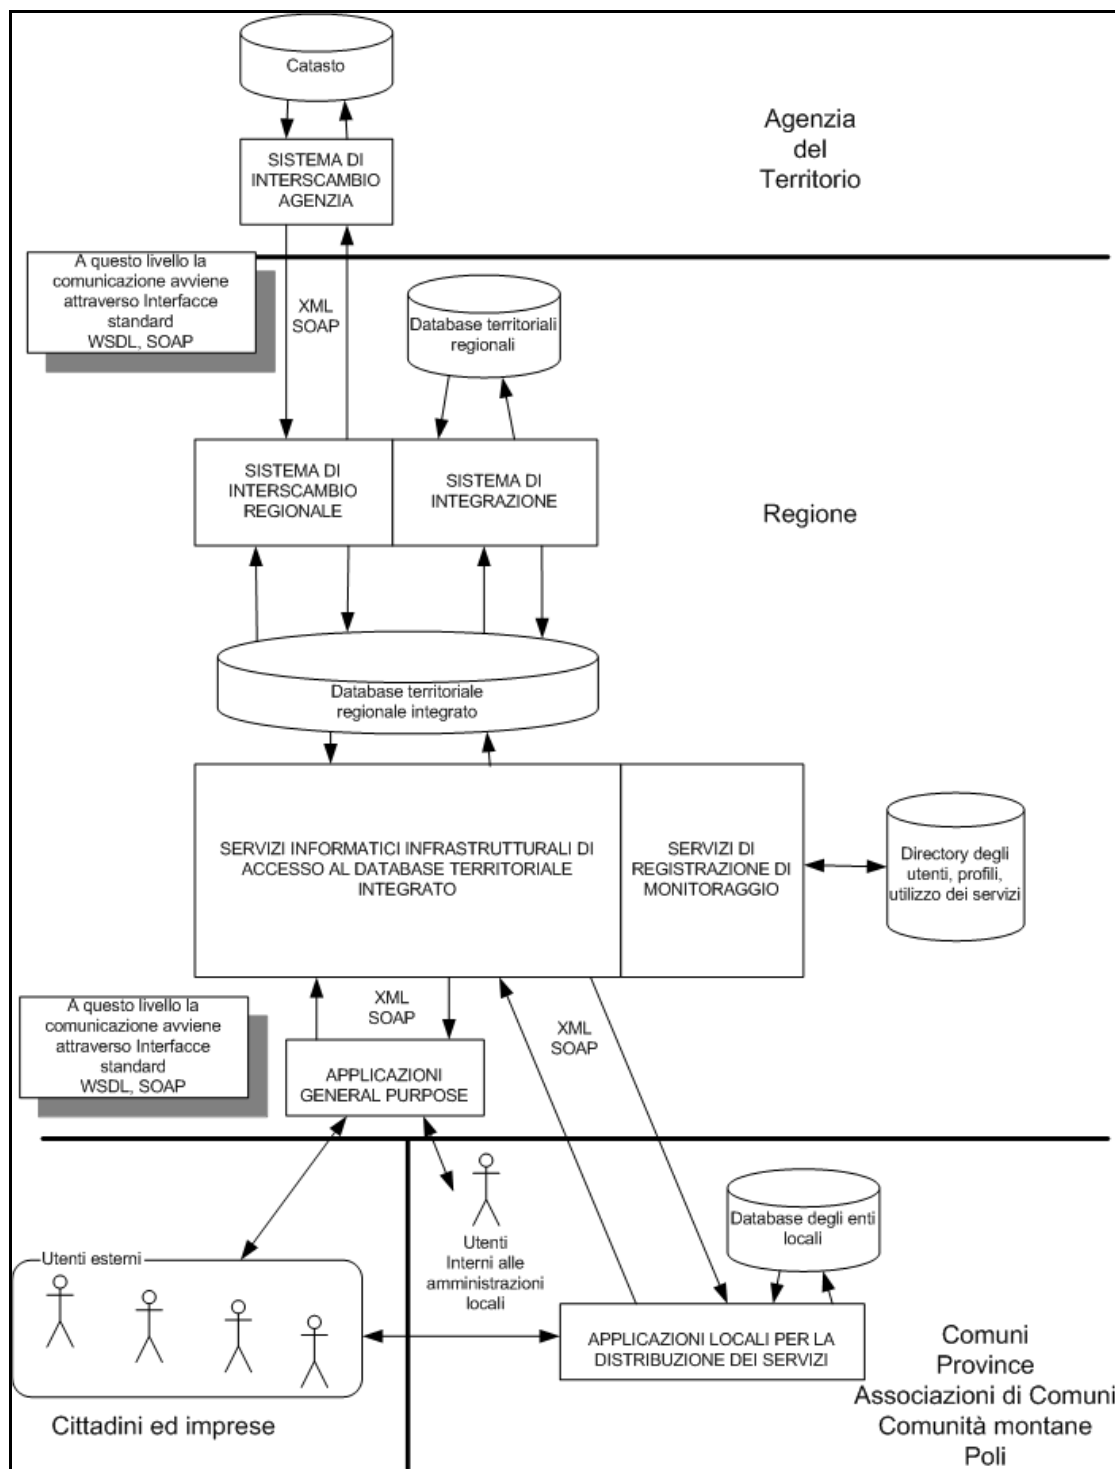 Catasto
Agenzia
del
Territorio
SISTEMA DI
INTERSCAMBIO
AGENZIA
A questo livello la
comunicazione avviene
attraverso Interfacce
standard
WSDL, SOAP
XML
SOAP
Database territoriali
regionali
SISTEMA DI
INTERSCAMBIO
REGIONALE
SISTEMA DI
INTEGRAZIONE
Regione
Database territoriale
regionale integrato
SERVIZI INFORMATICI INFRASTRUTTURALI DI
ACCESSO AL DATABASE TERRITORIALE
INTEGRATO
SERVIZI DI
REGISTRAZIONE DI
MONITORAGGIO
Directory degli
utenti, profili,
utilizzo dei servizi
A questo livello la
comunicazione avviene
attraverso Interfacce
standard
WSDL, SOAP
XML
SOAP
XML
SOAP
APPLICAZIONI
GENERAL PURPOSE
Utenti
Interni alle
amministrazioni
locali
Database degli enti
locali
Utenti esterni
APPLICAZIONI LOCALI PER LA
DISTRIBUZIONE DEI SERVIZI
Cittadini ed imprese
Comuni
Province
Associazioni di Comuni
Comunità montane
Poli